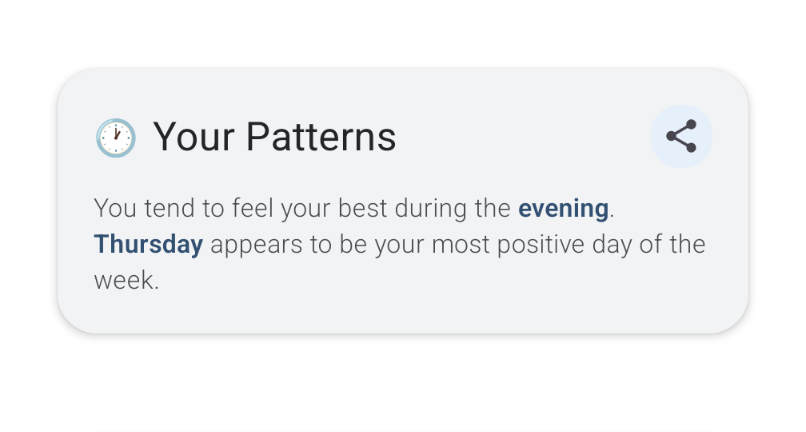 Your Patterns
You tend to feel your best during the evening.
Thursday appears to be your most positive day of the
week.